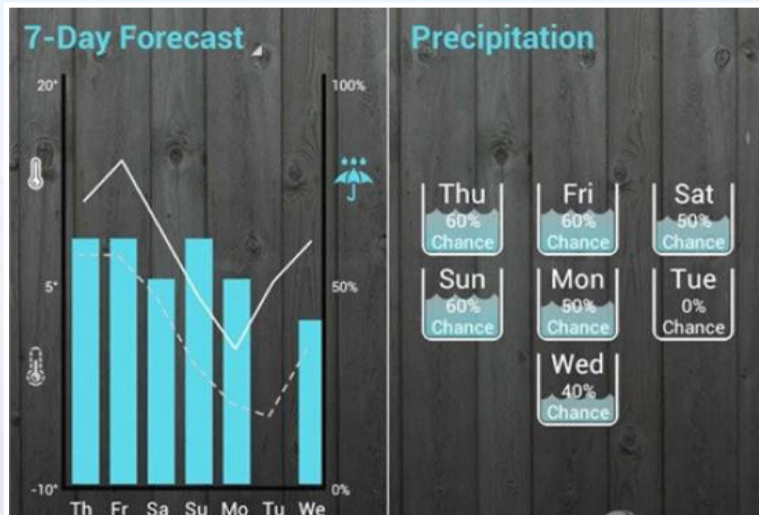 7-Day Forecast
20°
100%
5°
50%
-10°
0%
Th Fr Sa Su Mo Tu We
Precipitation
Thu
60%
Chance
Fri
60%
Chance
Sat
50%
Chance
Sun
60%
Chance
Mon
50%
Chance
Tue
0%
Chance
Wed
40%
Chance